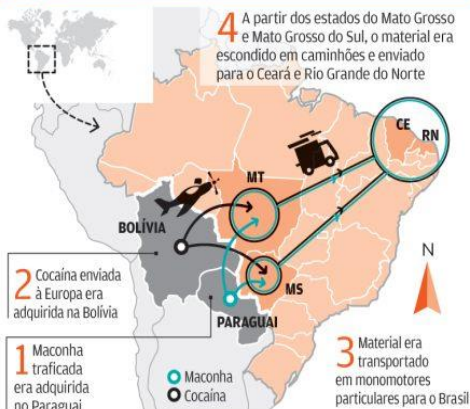 4 A partir dos estados do Mato Grosso
e Mato Grosso do Sul, o material era
escondido em caminhões e enviado
para o Ceará e Rio Grande do Norte
CE
RN
MT
BOLÍVIA
N
2 Cocaína enviada
à Europa era
adquirida na Bolívia
MS
PARAGUAI
1 Maconha
traficada
era adquirida
no Paraguai
Maconha
Cocaína
3 Material era
transportado
em monomotores
particulares para o Brasil